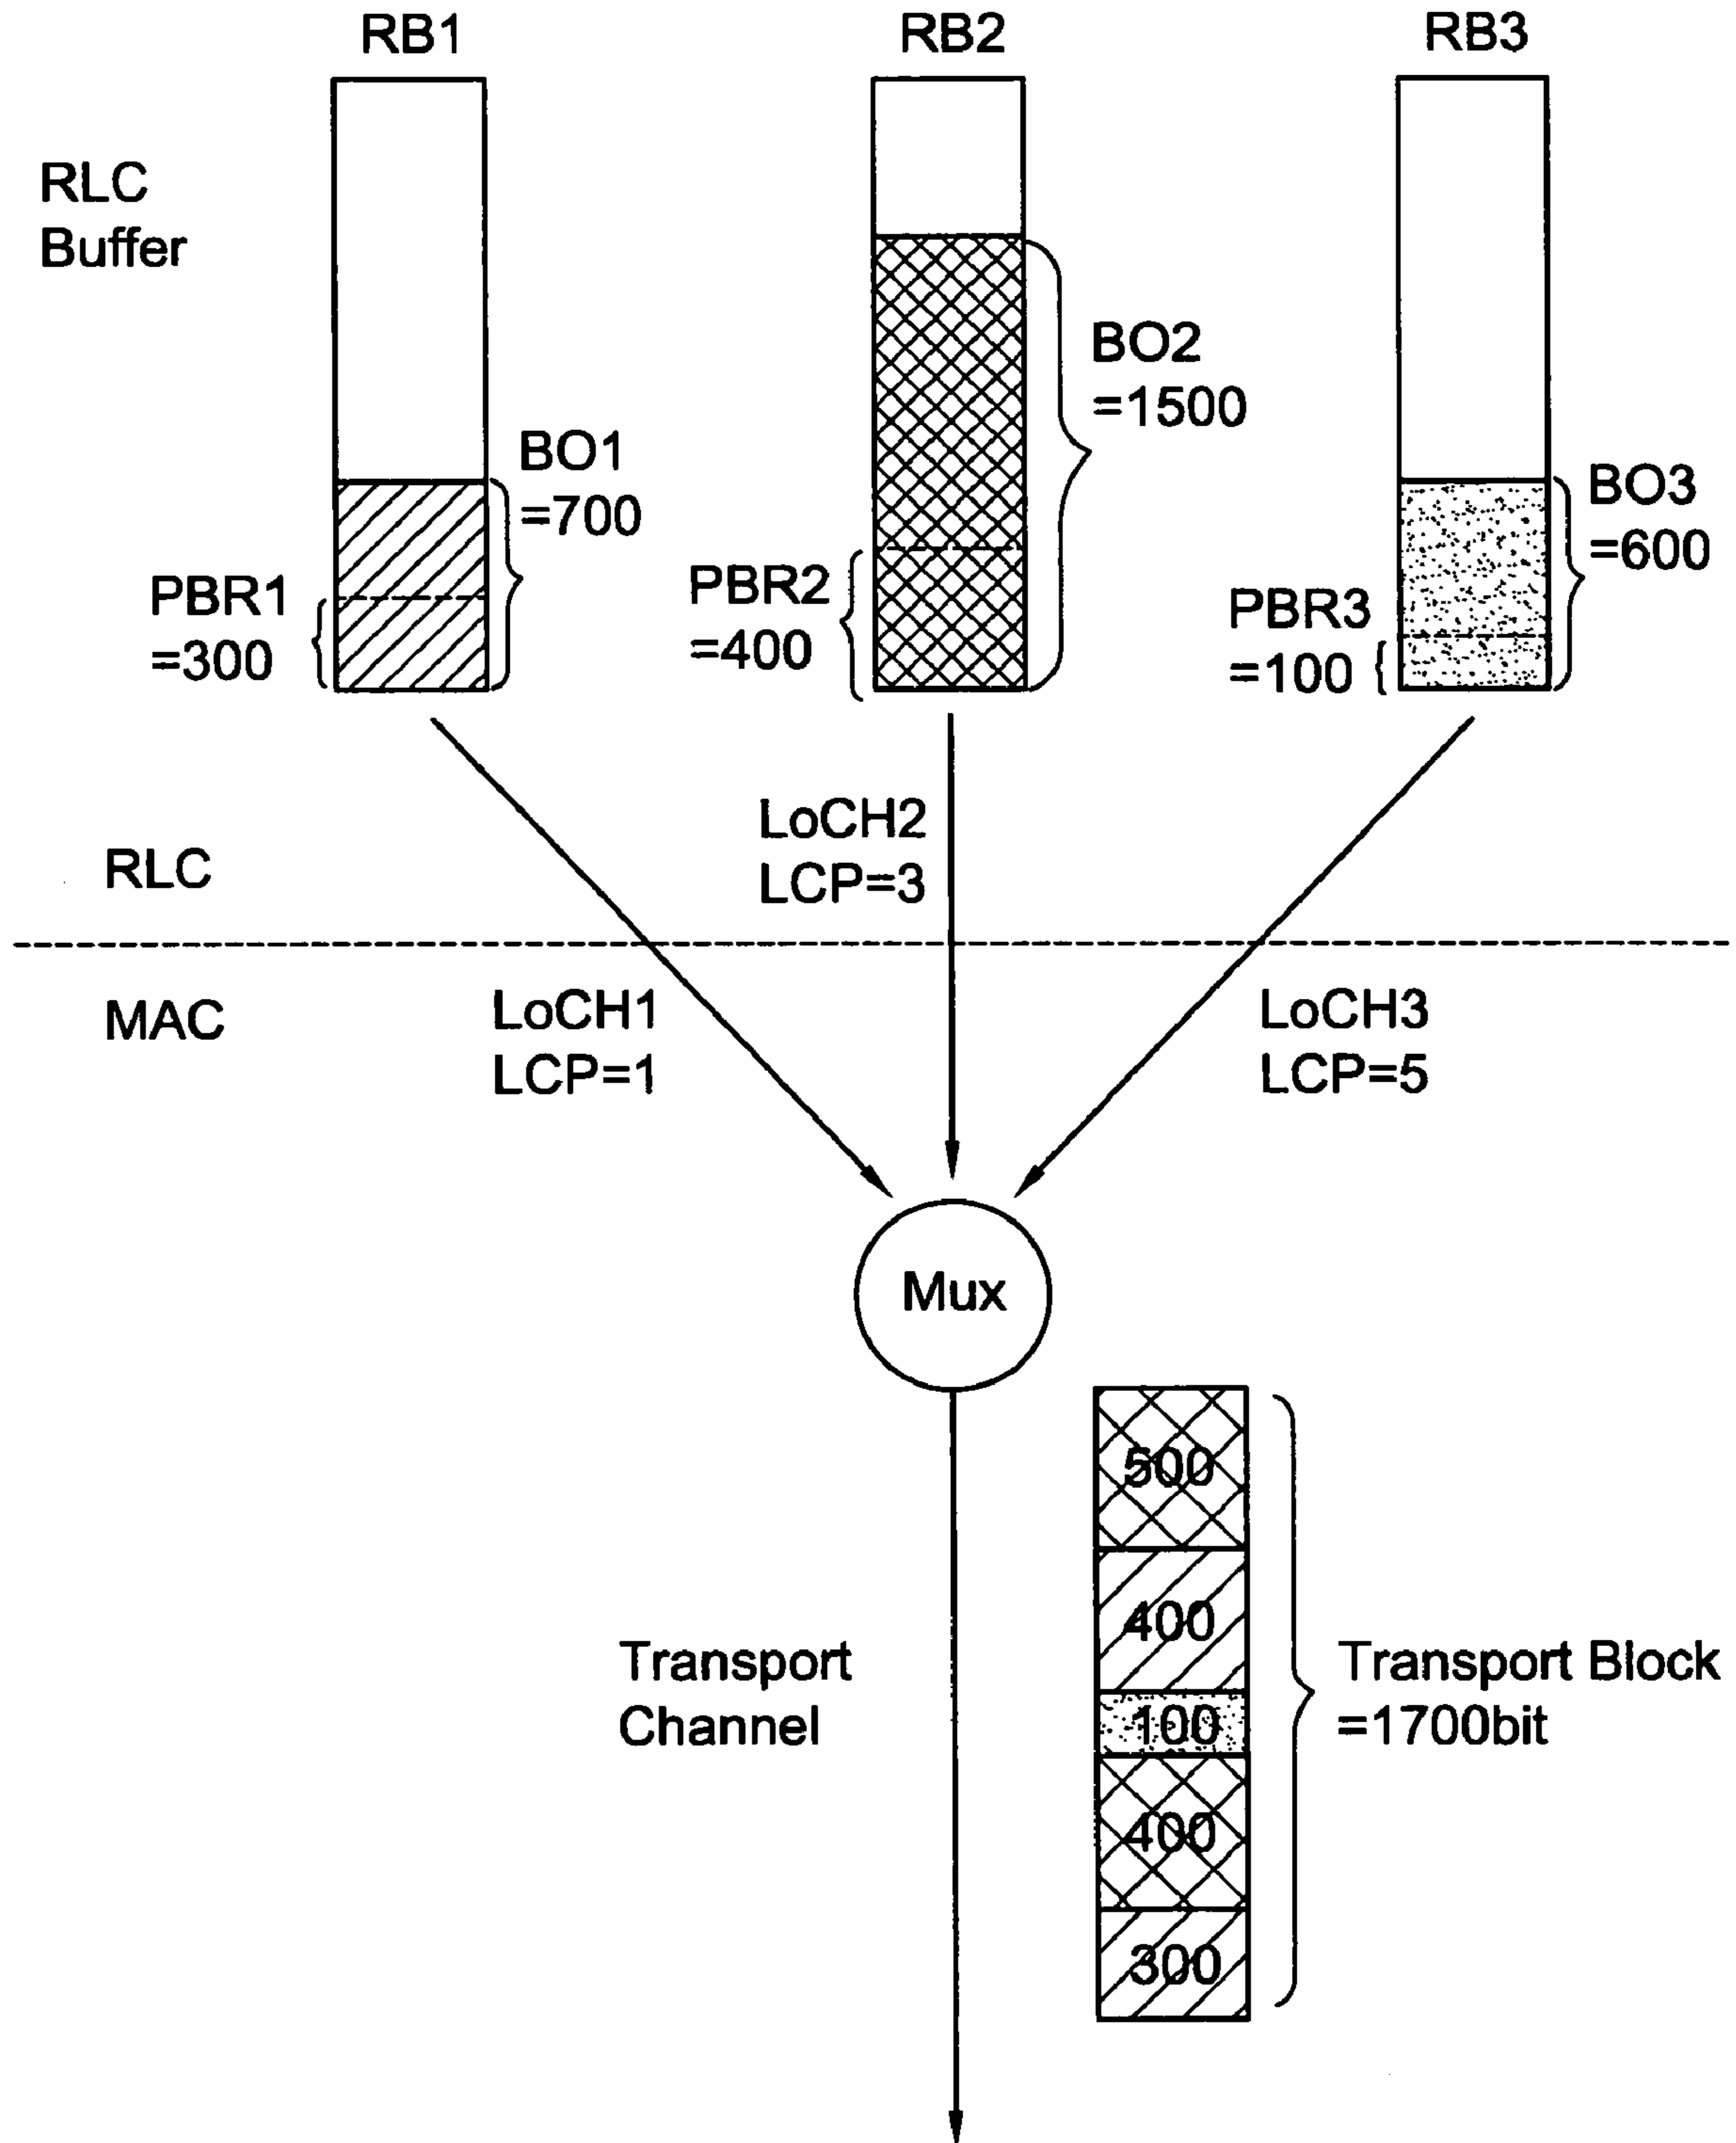 RB1
RB2
RB3
RLC
Buffer
BO1
=700
BO2
=1500
BO3
=600
PBR1
=300
PBR2
=400
PBR3
=100
LoCH2
LCP=3
RLC
MAC
LoCH1
LCP=1
LoCH3
LCP=5
Mux
500
400
100
400
300
Transport
Channel
Transport Block
=1700bit